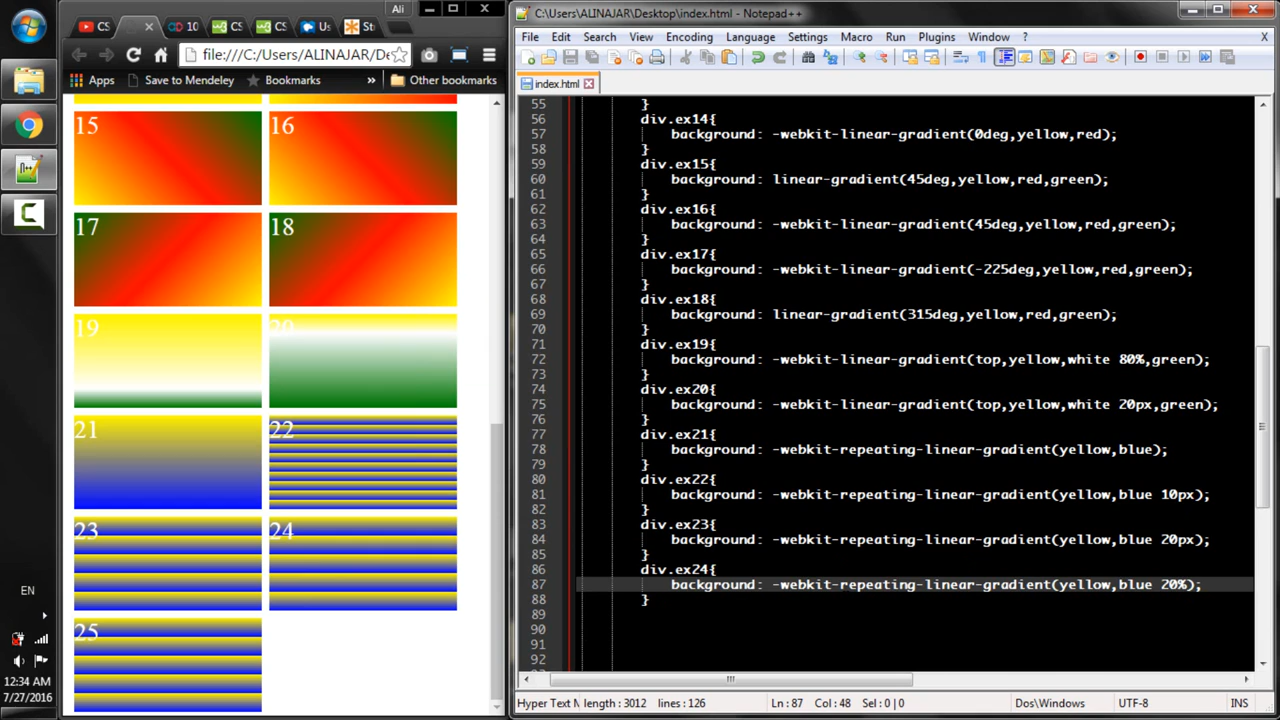 Ali
C:\Users\ALINAJAR\Desktop\index.html - Notepad++
CS
10
CS
CS
Us
St
File Edit Search View Encoding Language Settings Macro Run Plugins Window ? X
file:///C:/Users/ALINAJAR/De
Apps Save to Mendeley Bookmarks » Other bookmarks
index.html
15
16
17
18
19
20
21
22
23
24
25
55 }
56 div.ex14{
57 background: -webkit-linear-gradient(0deg,yellow,red);
58 }
59 div.ex15{
60 background: linear-gradient(45deg,yellow,red,green);
61 }
62 div.ex16{
63 background: -webkit-linear-gradient(45deg,yellow,red,green);
64 }
65 div.ex17{
66 background: -webkit-linear-gradient(-225deg,yellow,red,green);
67 }
68 div.ex18{
69 background: linear-gradient(315deg,yellow,red,green);
70 }
71 div.ex19{
72 background: -webkit-linear-gradient(top,yellow,white 80%,green);
73 }
74 div.ex20{
75 background: -webkit-linear-gradient(top,yellow,white 20px,green);
76 }
77 div.ex21{
78 background: -webkit-repeating-linear-gradient(yellow,blue);
79 }
80 div.ex22{
81 background: -webkit-repeating-linear-gradient(yellow,blue 10px);
82 }
83 div.ex23{
84 background: -webkit-repeating-linear-gradient(yellow,blue 20px);
85 }
86 div.ex24{
87 background: -webkit-repeating-linear-gradient(yellow,blue 20%);
88 }
89
90
91
92
EN
12:34 AM
7/27/2016
Hyper Text M length : 3012 lines : 126 Ln : 87 Col : 48 Sel : 0 | 0 Dos\Windows UTF-8 INS